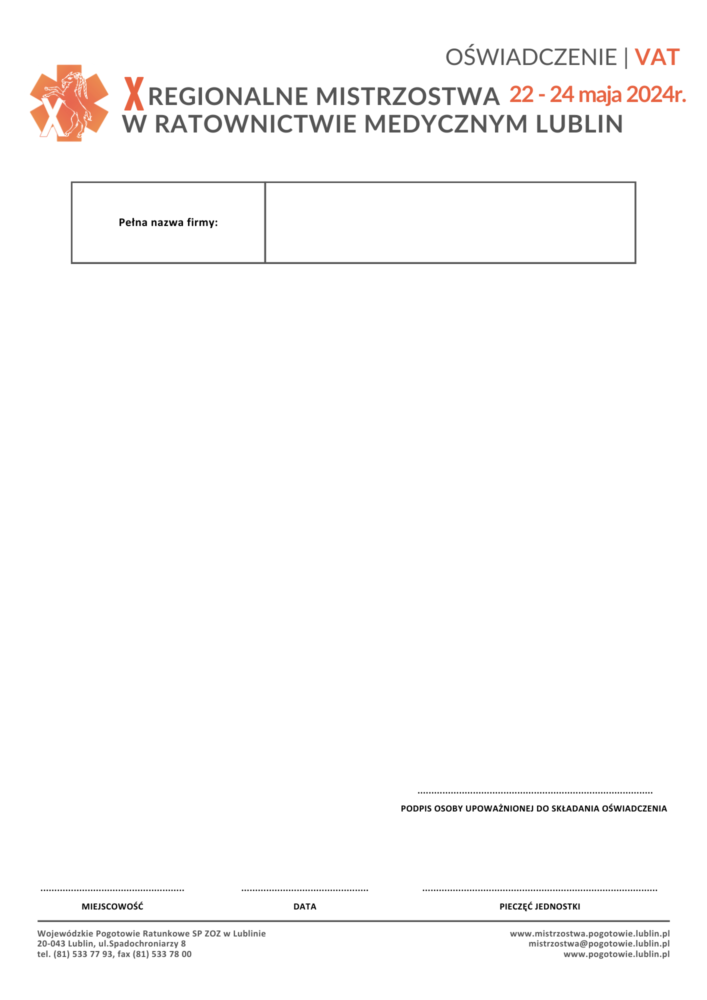 OŚWIADCZENIE | VAT
X REGIONALNE MISTRZOSTWA 22 - 24 maja 2024r.
W RATOWNICTWIE MEDYCZNYM LUBLIN
X
Pełna nazwa firmy:
.....................................................................................
PODPIS OSOBY UPOWAŻNIONEJ DO SKŁADANIA OŚWIADCZENIA
.................................................... .............................................. .....................................................................................
MIEJSCOWOŚĆ DATA PIECZĘĆ JEDNOSTKI
Wojewódzkie Pogotowie Ratunkowe SP ZOZ w Lublinie www.mistrzostwa.pogotowie.lublin.pl
20-043 Lublin, ul.Spadochroniarzy 8 mistrzostwa@pogotowie.lublin.pl
tel. (81) 533 77 93, fax (81) 533 78 00 www.pogotowie.lublin.pl